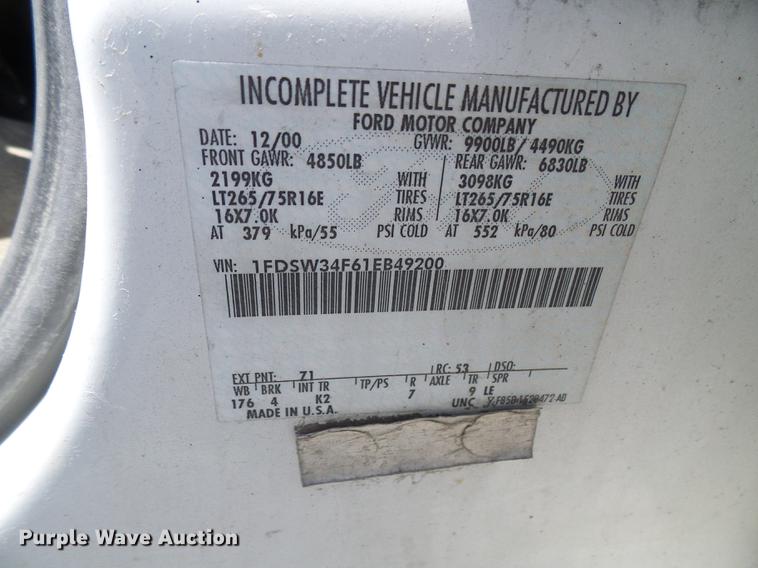 INCOMPLETE VEHICLE MANUFACTURED BY
FORD MOTOR COMPANY
DATE: 12/00 GVWR: 9900LB/ 4490KG
FRONT GAWR: 4850LB REAR GAWR: 6830LB
2199KG WITH 3098KG WITH
LT265/75R16E TIRES LT265/75R16E TIRES
16X7.0K RIMS 16X7.0K RIMS
AT 379 kPa/55 PSI COLD AT 552 kPa/80 PSI COLD
VIN: 1FDSW34F61EB49200
EXT PNT: Z1 RC: 53 DSO:
WB BRK INT TR TP/PS R AXLE TR SPR
176 4 K2 7 9 LE
MADE IN U.S.A. UNC
Purple Wave Auction